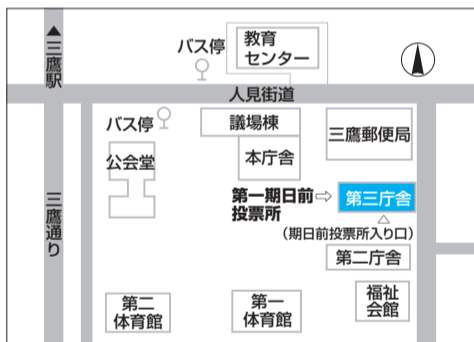 ▲三鷹駅
バス停
教育
センター
人見街道
バス停
議場棟
三鷹郵便局
公会堂
本庁舎
三鷹通り
第一期日前⇨
投票所
第三庁舎
△
(期日前投票所入り口)
第二庁舎
第二
体育館
第一
体育館
福祉
会館